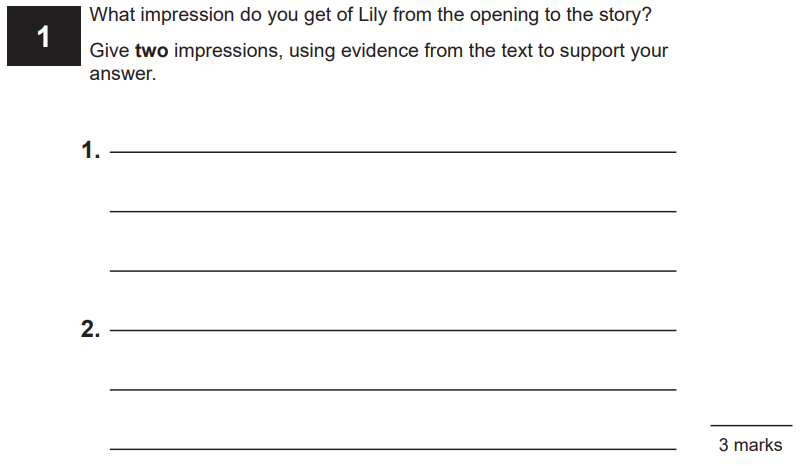 1
What impression do you get of Lily from the opening to the story?
Give two impressions, using evidence from the text to support your
answer.
1.
2.
3 marks